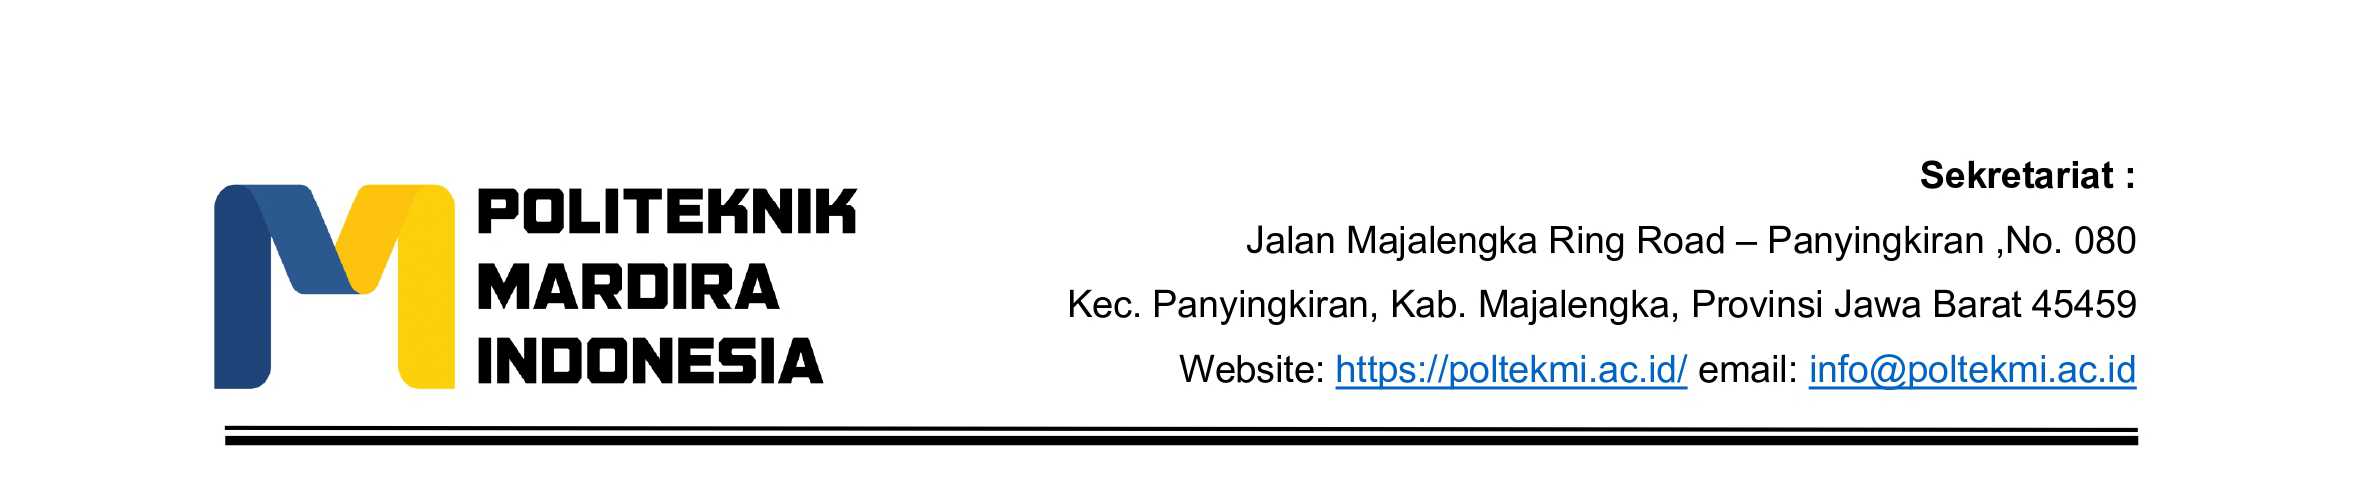 POLITEKNIK
MARDIRA
INDONESIA
Sekretariat :
Jalan Majalengka Ring Road – Panyingkiran ,No. 080
Kec. Panyingkiran, Kab. Majalengka, Provinsi Jawa Barat 45459
Website: https://poltekmi.ac.id/ email: info@poltekmi.ac.id